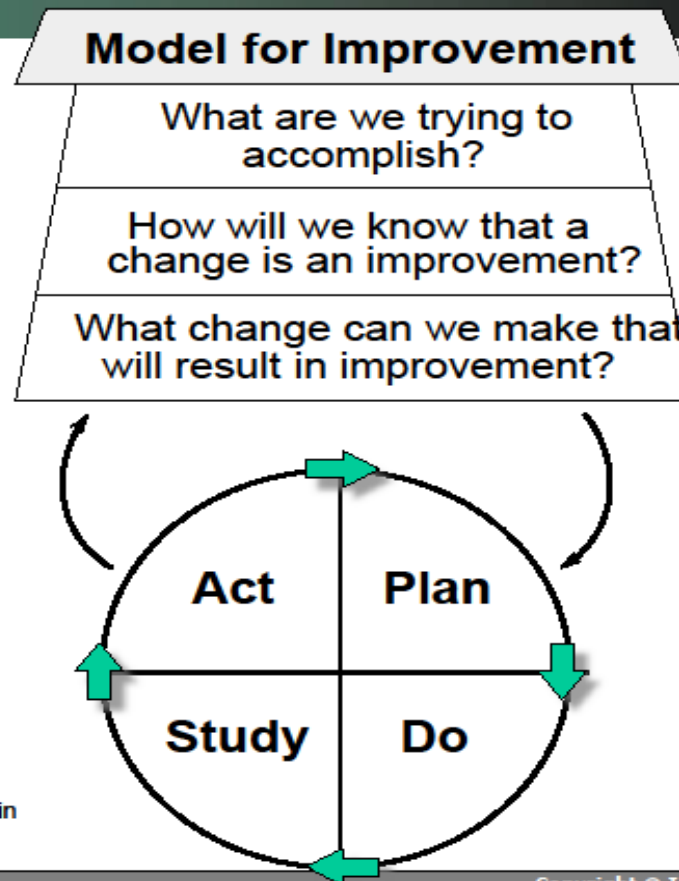 Model for Improvement
What are we trying to
accomplish?
How will we know that a
change is an improvement?
What change can we make that
will result in improvement?
Act Plan
Study Do
in